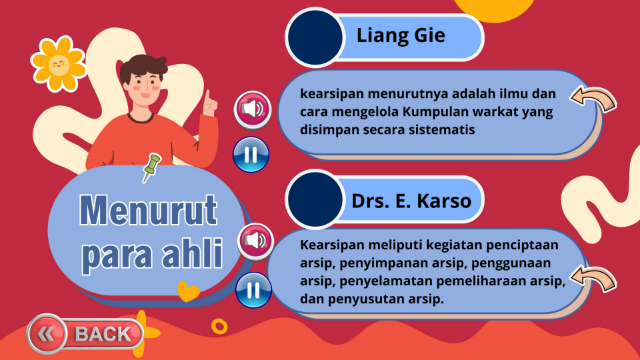 Liang Gie
kearsipan menurutnya adalah ilmu dan
cara mengelola Kumpulan warkat yang
disimpan secara sistematis
Menurut
para ahli
Drs. E. Karso
Kearsipan meliputi kegiatan penciptaan
arsip, penyimpanan arsip, penggunaan
arsip, penyelamatan pemeliharaan arsip,
dan penyusutan arsip.
BACK